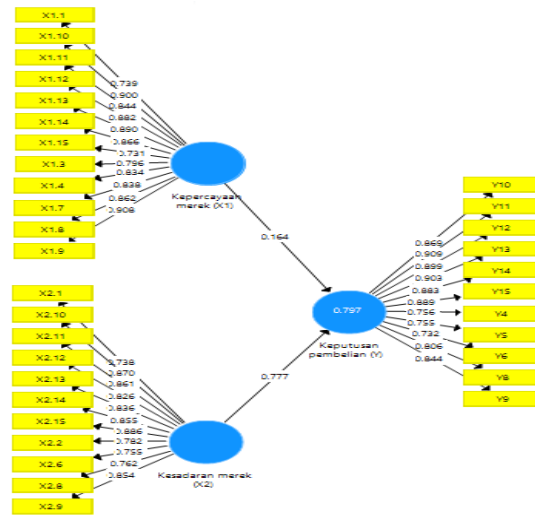 X1.1
X1.10
X1.11
X1.12
X1.13
X1.14
X1.15
X1.3
X1.4
X1.7
X1.8
X1.9
0.739
0.900
0.844
0.882
0.890
0.866
0.731
0.796
0.834
0.838
0.862
0.908
Kepercayaan
merek (X1)
0.164
X2.1
X2.10
X2.11
X2.12
X2.13
X2.14
X2.15
X2.2
X2.6
X2.8
X2.9
0.738
0.870
0.861
0.826
0.836
0.855
0.886
0.782
0.755
0.762
0.854
Kesadaran merek
(X2)
0.777
0.797
Keputusan
pembelian (Y)
0.869
0.909
0.899
0.903
0.883
0.889
0.756
0.755
0.732
0.806
0.844
Y10
Y11
Y12
Y13
Y14
Y15
Y4
Y5
Y6
Y8
Y9